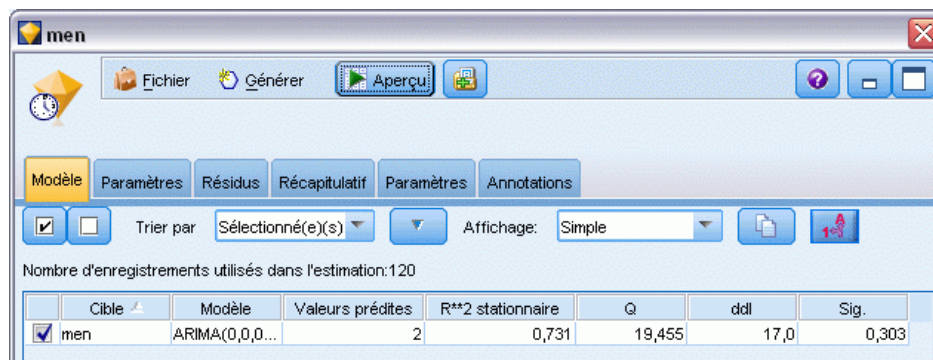 men
Fichier Générer Aperçu
Modèle Paramètres Résidus Récapitulatif Paramètres Annotations
Trier par Sélectionné(e)(s) Affichage: Simple
Nombre d'enregistrements utilisés dans l'estimation:120
Cible Modèle Valeurs prédites R**2 stationnaire Q ddl Sig.
men ARIMA(0,0,0... 2 0,731 19,455 17,0 0,303